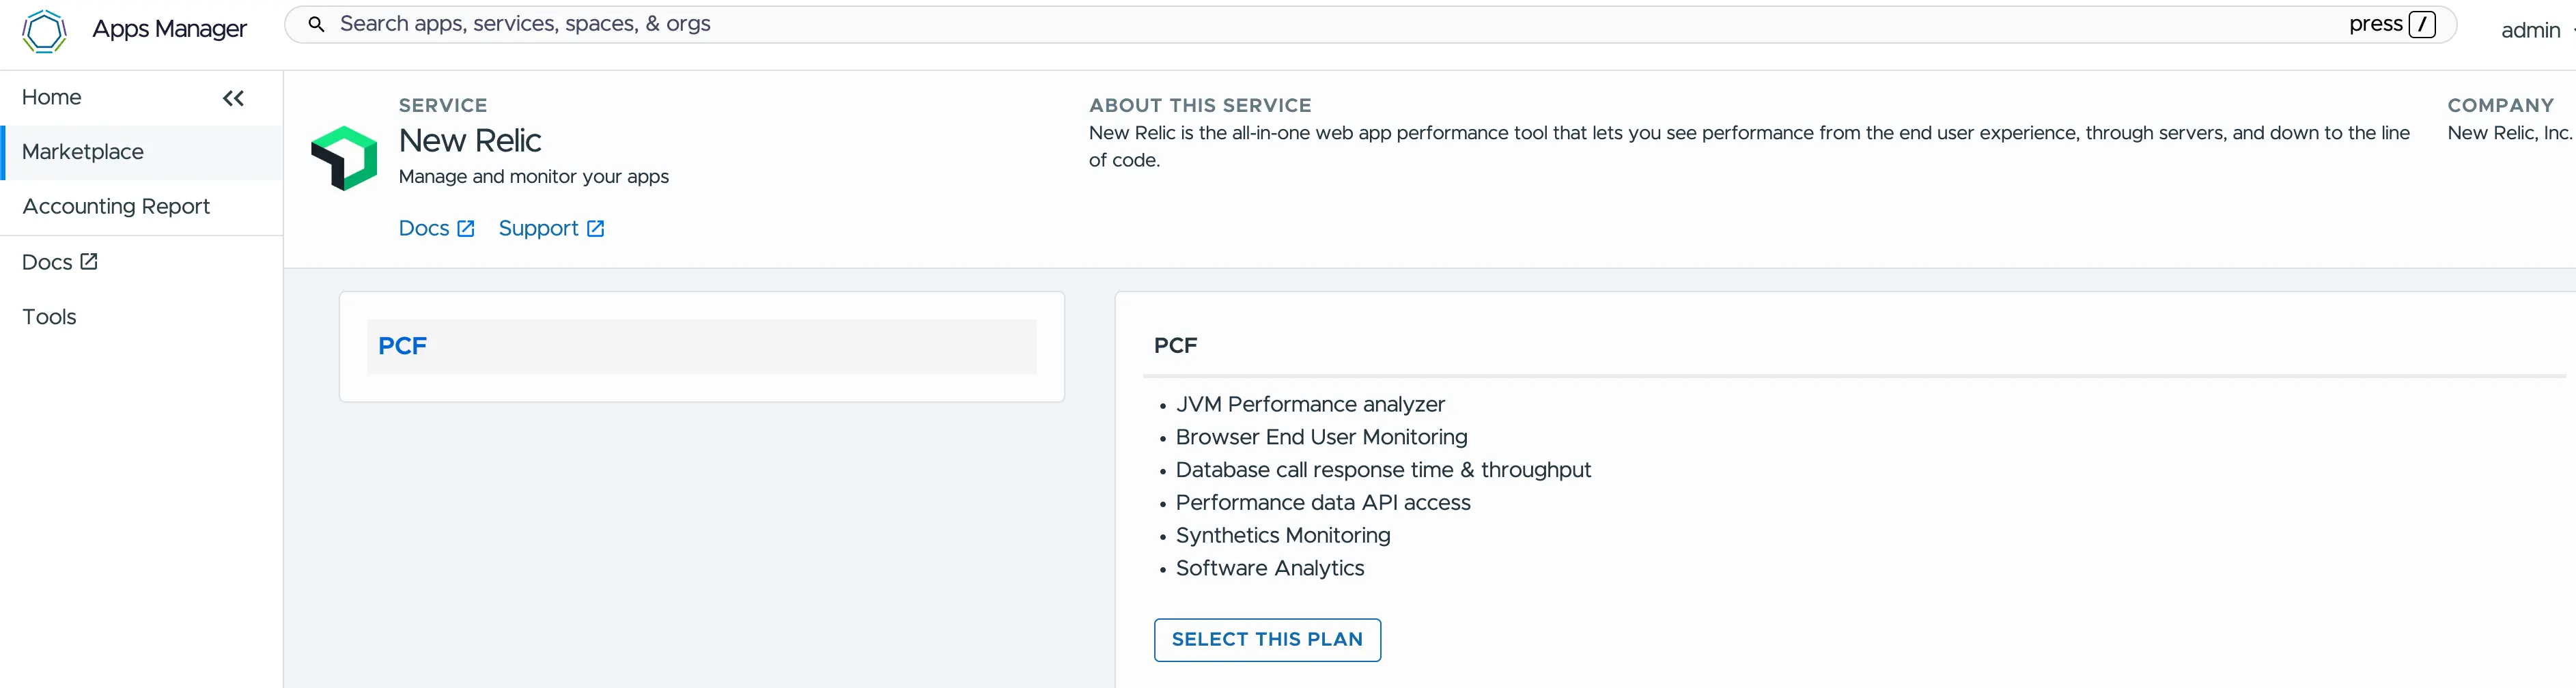 Apps Manager
Search apps, services, spaces, & orgs
press /
admin
Home
Marketplace
Accounting Report
Docs
Tools
SERVICE
New Relic
Manage and monitor your apps
Docs Support
ABOUT THIS SERVICE
New Relic is the all-in-one web app performance tool that lets you see performance from the end user experience, through servers, and down to the line
of code.
COMPANY
New Relic, Inc.
PCF
PCF
• JVM Performance analyzer
• Browser End User Monitoring
• Database call response time & throughput
• Performance data API access
• Synthetics Monitoring
• Software Analytics
SELECT THIS PLAN